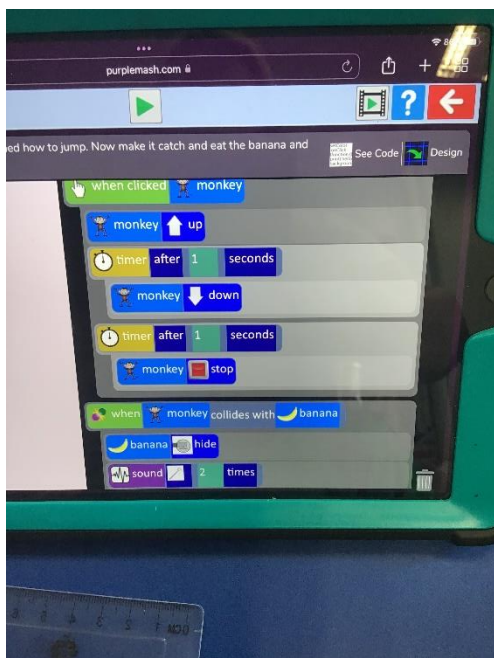 purplemash.com
ed how to jump. Now make it catch and eat the banana and
See Code
Design
when clicked monkey
monkey up
timer after 1 seconds
monkey down
timer after 1 seconds
monkey stop
when monkey collides with banana
banana hide
sound 2 times